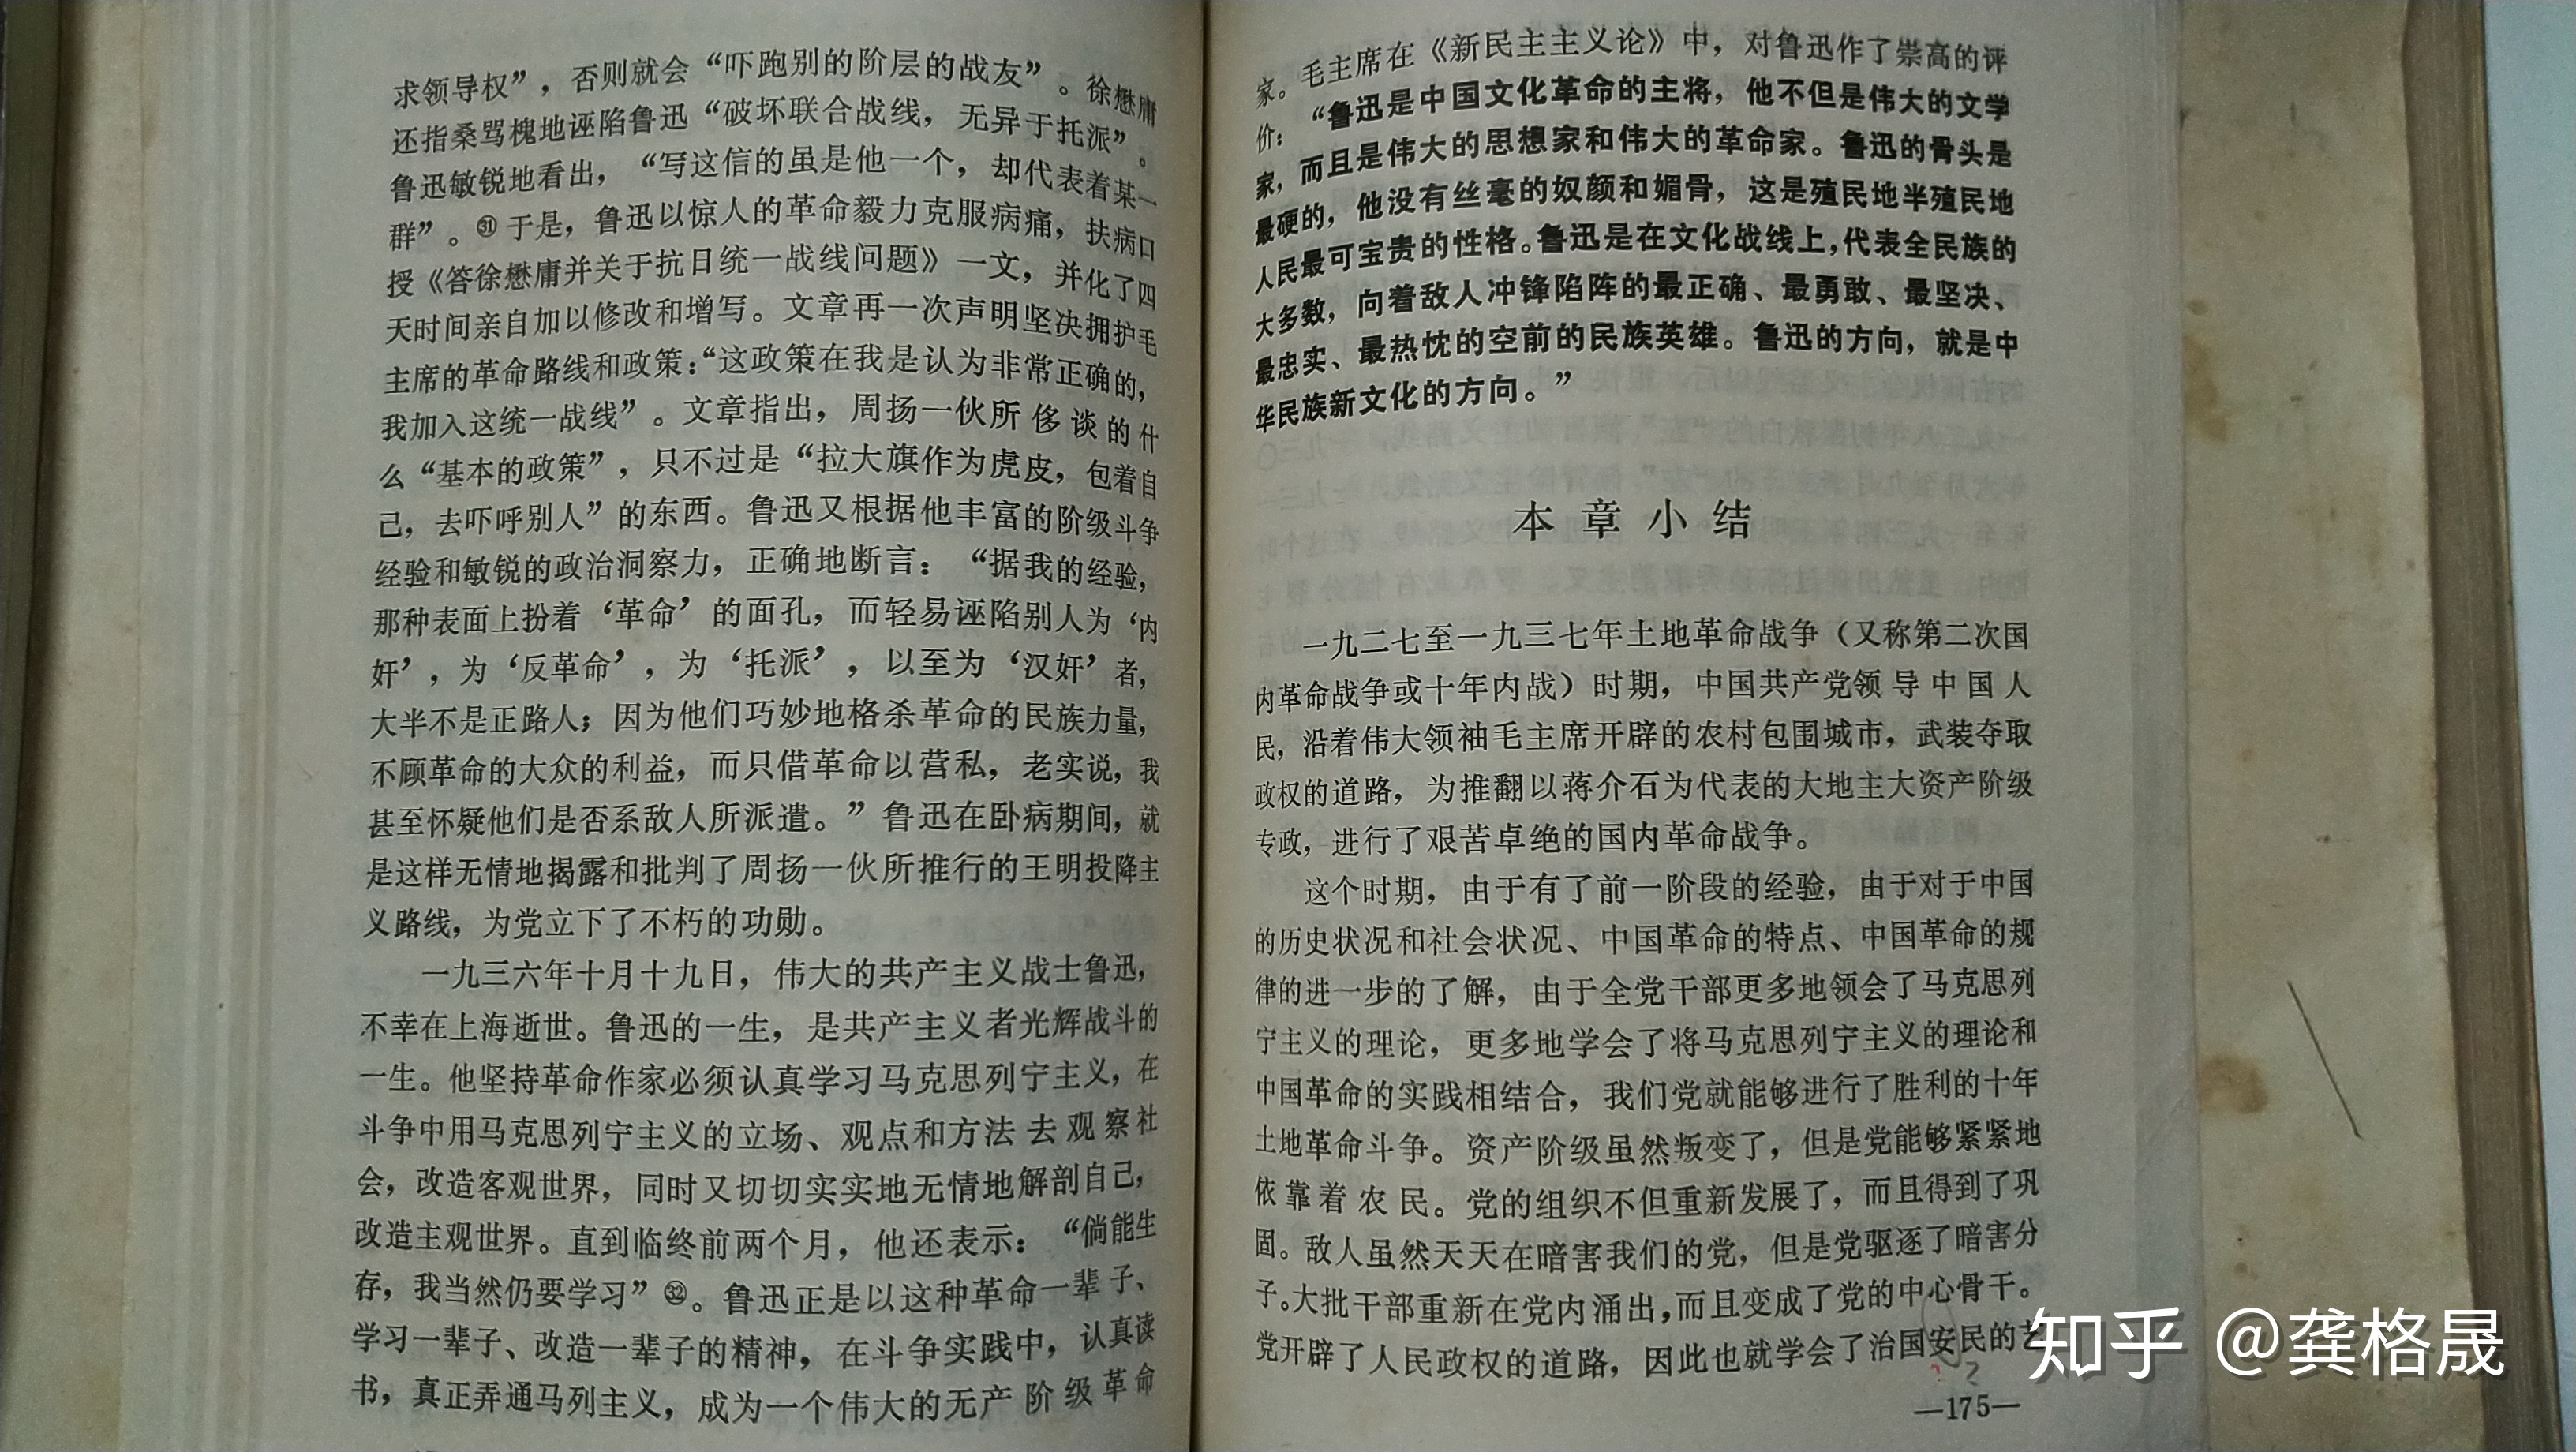 求领导权”，否则就会“吓跑别的阶层的战友”。徐懋庸
还指桑骂槐地诬陷鲁迅“破坏联合战线，无异于托派”。
鲁迅敏锐地看出，“写这信的虽是他一个，却代表着某一
群”。㉛于是，鲁迅以惊人的革命毅力克服病痛，扶病口
授《答徐懋庸并关于抗日统一战线问题》一文，并化了四
天时间亲自加以修改和增写。文章再一次声明坚决拥护毛
主席的革命路线和政策：“这政策在我是认为非常正确的，
我加入这统一战线”。文章指出，周扬一伙所侈谈的什
么“基本的政策”，只不过是“拉大旗作为虎皮，包着自
己，去吓呼别人”的东西。鲁迅又根据他丰富的阶级斗争
经验和敏锐的政治洞察力，正确地断言：“据我的经验，
那种表面上扮着‘革命’的面孔，而轻易诬陷别人为‘内
奸’，为‘反革命’，为‘托派’，以至为‘汉奸’者，
大半不是正路人；因为他们巧妙地格杀革命的民族力量，
不顾革命的大众的利益，而只借革命以营私，老实说，我
甚至怀疑他们是否系敌人所派遣。”鲁迅在卧病期间，就
是这样无情地揭露和批判了周扬一伙所推行的王明投降主
义路线，为党立下了不朽的功勋。
一九三六年十月十九日，伟大的共产主义战士鲁迅，
不幸在上海逝世。鲁迅的一生，是共产主义者光辉战斗的
一生。他坚持革命作家必须认真学习马克思列宁主义，在
斗争中用马克思列宁主义的立场、观点和方法去观察社
会，改造客观世界，同时又切切实实地无情地解剖自己，
改造主观世界。直到临终前两个月，他还表示：“倘能生
存，我当然仍要学习”㉜。鲁迅正是以这种革命一辈子、
学习一辈子、改造一辈子的精神，在斗争实践中，认真读
书，真正弄通马列主义，成为一个伟大的无产阶级革命
家。毛主席在《新民主主义论》中，对鲁迅作了崇高的评
价：“鲁迅是中国文化革命的主将，他不但是伟大的文学
家，而且是伟大的思想家和伟大的革命家。鲁迅的骨头是
最硬的，他没有丝毫的奴颜和媚骨，这是殖民地半殖民地
人民最可宝贵的性格。鲁迅是在文化战线上，代表全民族的
大多数，向着敌人冲锋陷阵的最正确、最勇敢、最坚决、
最忠实、最热忱的空前的民族英雄。鲁迅的方向，就是中
华民族新文化的方向。”
本章小结
一九二七至一九三七年土地革命战争（又称第二次国
内革命战争或十年内战）时期，中国共产党领导中国人
民，沿着伟大领袖毛主席开辟的农村包围城市，武装夺取
政权的道路，为推翻以蒋介石为代表的大地主大资产阶级
专政，进行了艰苦卓绝的国内革命战争。
这个时期，由于有了前一阶段的经验，由于对于中国
的历史状况和社会状况、中国革命的特点、中国革命的规
律的进一步的了解，由于全党干部更多地领会了马克思列
宁主义的理论，更多地学会了将马克思列宁主义的理论和
中国革命的实践相结合，我们党就能够进行了胜利的十年
土地革命斗争。资产阶级虽然叛变了，但是党能够紧紧地
依靠着农民。党的组织不但重新发展了，而且得到了巩
固。敌人虽然天天在暗害我们的党，但是党驱逐了暗害分
子。大批干部重新在党内涌出，而且变成了党的中心骨干。
党开辟了人民政权的道路，因此也就学会了治国安民的艺
—175—
知乎 @龚格晟